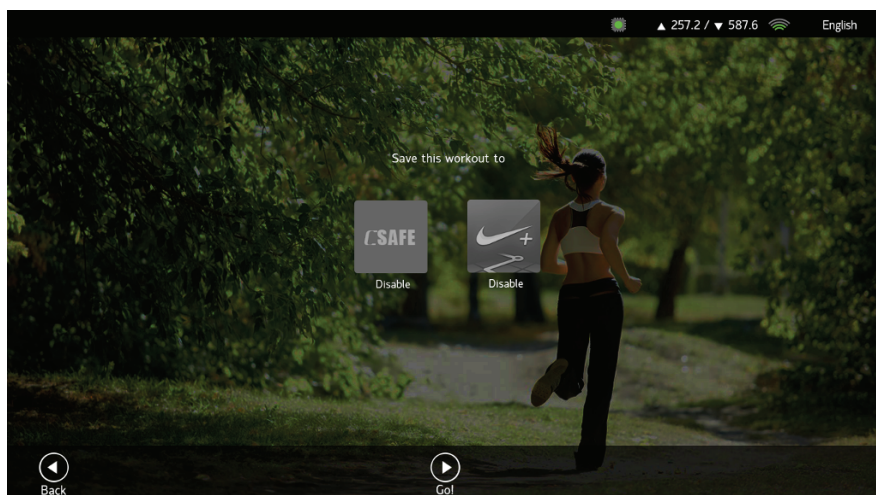 ▲ 257.2 / ▼ 587.6 English
Save this workout to
CSAFE +
Disable Disable
Back Go!